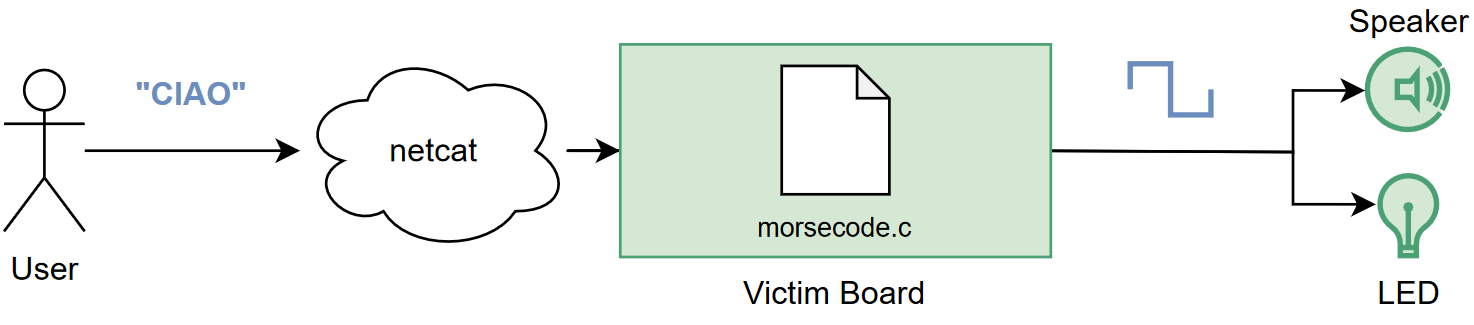 Speaker
"CIAO"
netcat
morsecode.c
User
Victim Board
LED